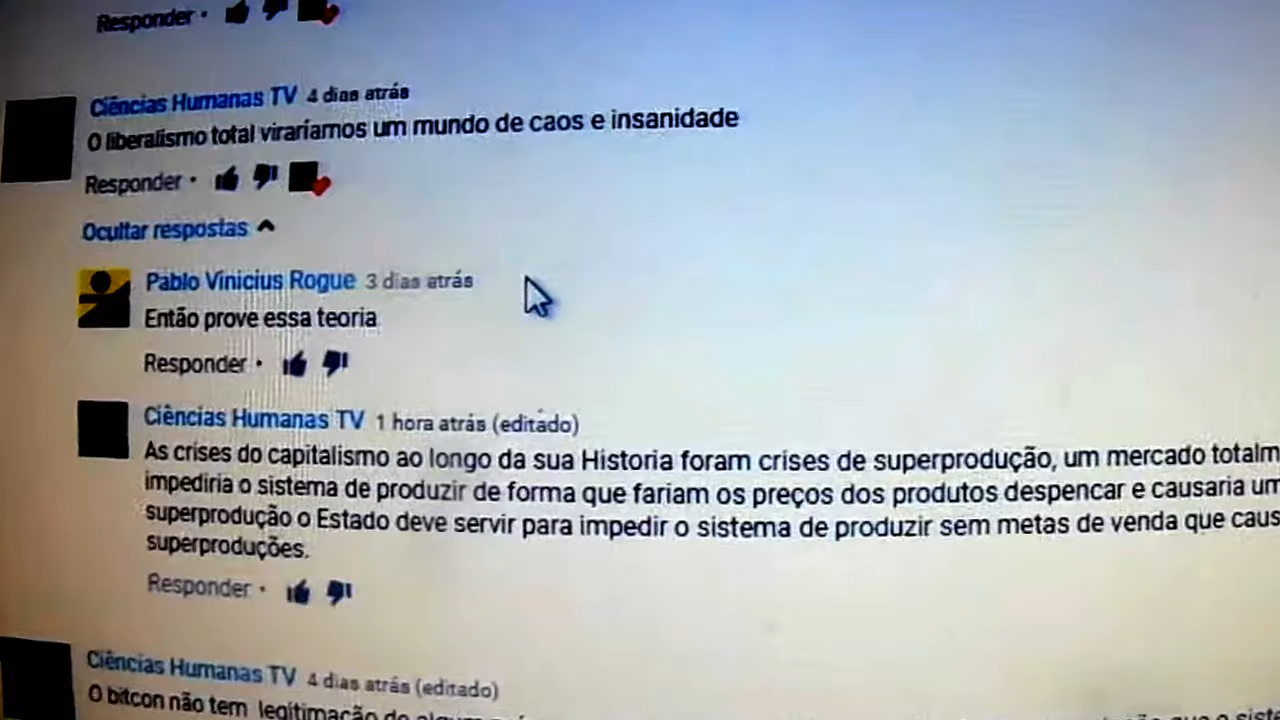 Responder •
Ciências Humanas TV 4 dias atrás
O liberalismo total viraríamos um mundo de caos e insanidade
Responder •
Ocultar respostas
Pablo Vinicius Rogue 3 dias atrás
Então prove essa teoria
Responder •
Ciências Humanas TV 1 hora atrás (editado)
As crises do capitalismo ao longo da sua Historia foram crises de superprodução, um mercado totalm
impediria o sistema de produzir de forma que fariam os preços dos produtos despencar e causaria um
superprodução o Estado deve servir para impedir o sistema de produzir sem metas de venda que caus
superproduções.
Responder •
Ciências Humanas TV 4 dias atrás (editado)
O bitcon não tem legitimação de